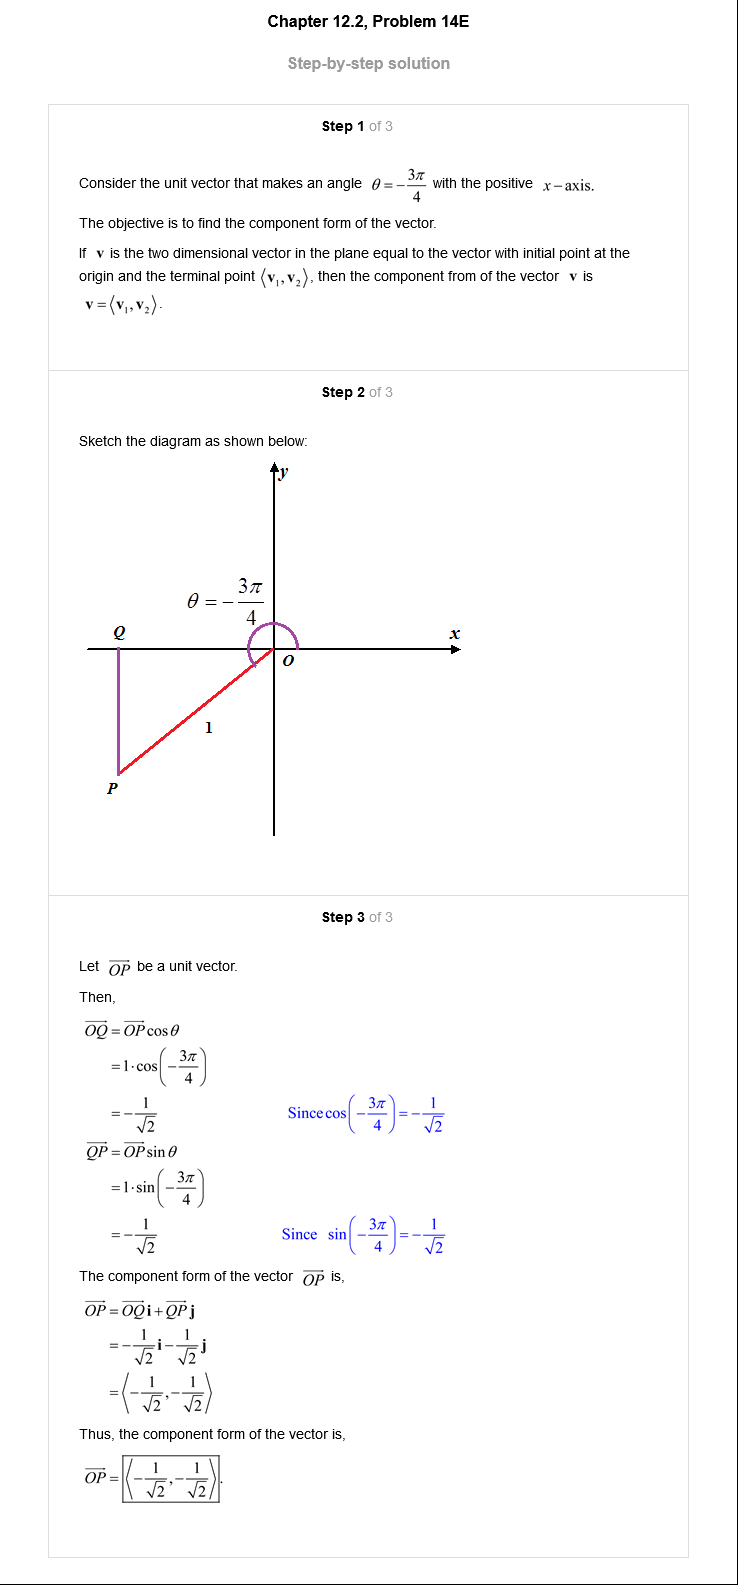 Chapter 12.2, Problem 14E
Step-by-step solution
Step 1 of 3
Consider the unit vector that makes an angle θ = −3π/4 with the positive x−axis.
The objective is to find the component form of the vector.
If v is the two dimensional vector in the plane equal to the vector with initial point at the
origin and the terminal point ⟨v₁, v₂⟩, then the component from of the vector v is
v = ⟨v₁, v₂⟩.
Step 2 of 3
Sketch the diagram as shown below:
y
θ = −3π/4
Q
x
O
1
P
Step 3 of 3
Let OP⃗ be a unit vector.
Then,
OQ⃗ = OP⃗ cos θ
= 1·cos(−3π/4)
= −1/√2 Since cos(−3π/4) = −1/√2
QP⃗ = OP⃗ sin θ
= 1·sin(−3π/4)
= −1/√2 Since sin(−3π/4) = −1/√2
The component form of the vector OP⃗ is,
OP⃗ = OQ⃗ i + QP⃗ j
= −1/√2 i − 1/√2 j
= ⟨−1/√2, −1/√2⟩
Thus, the component form of the vector is,
OP⃗ = ⟨−1/√2, −1/√2⟩.